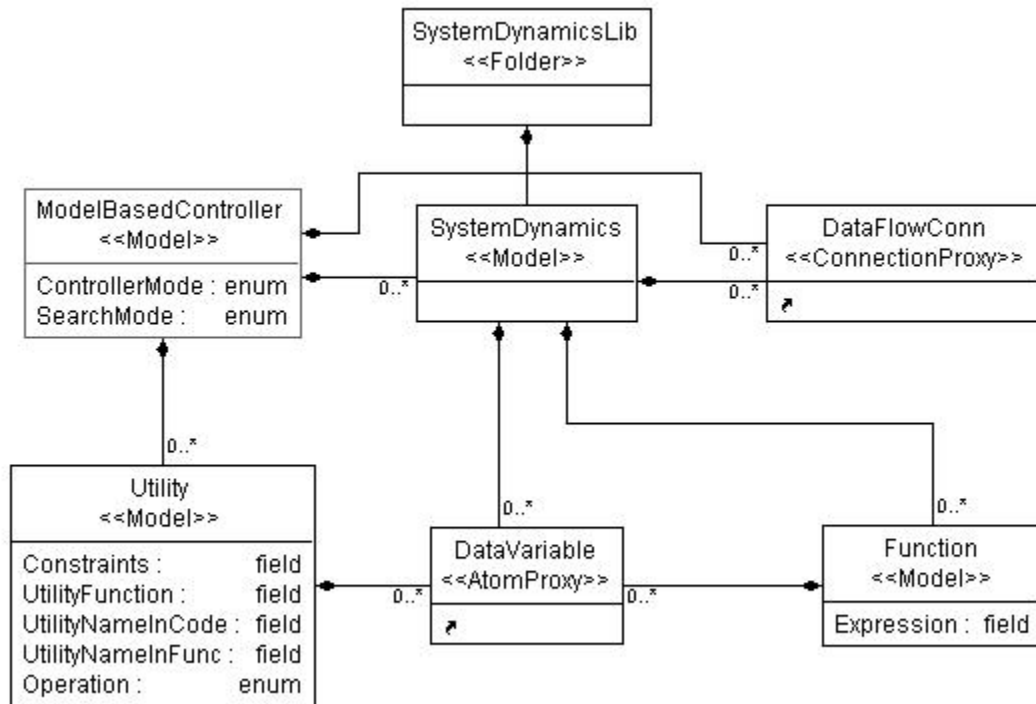 SystemDynamicsLib
<<Folder>>
ModelBasedController
<<Model>>
ControllerMode : enum
SearchMode : enum
SystemDynamics
<<Model>>
DataFlowConn
<<ConnectionProxy>>
0..*
0..*
0..*
0..*
Utility
<<Model>>
Constraints : field
UtilityFunction : field
UtilityNameInCode : field
UtilityNameInFunc : field
Operation : enum
0..*
DataVariable
<<AtomProxy>>
0..*
0..*
0..*
Function
<<Model>>
Expression : field